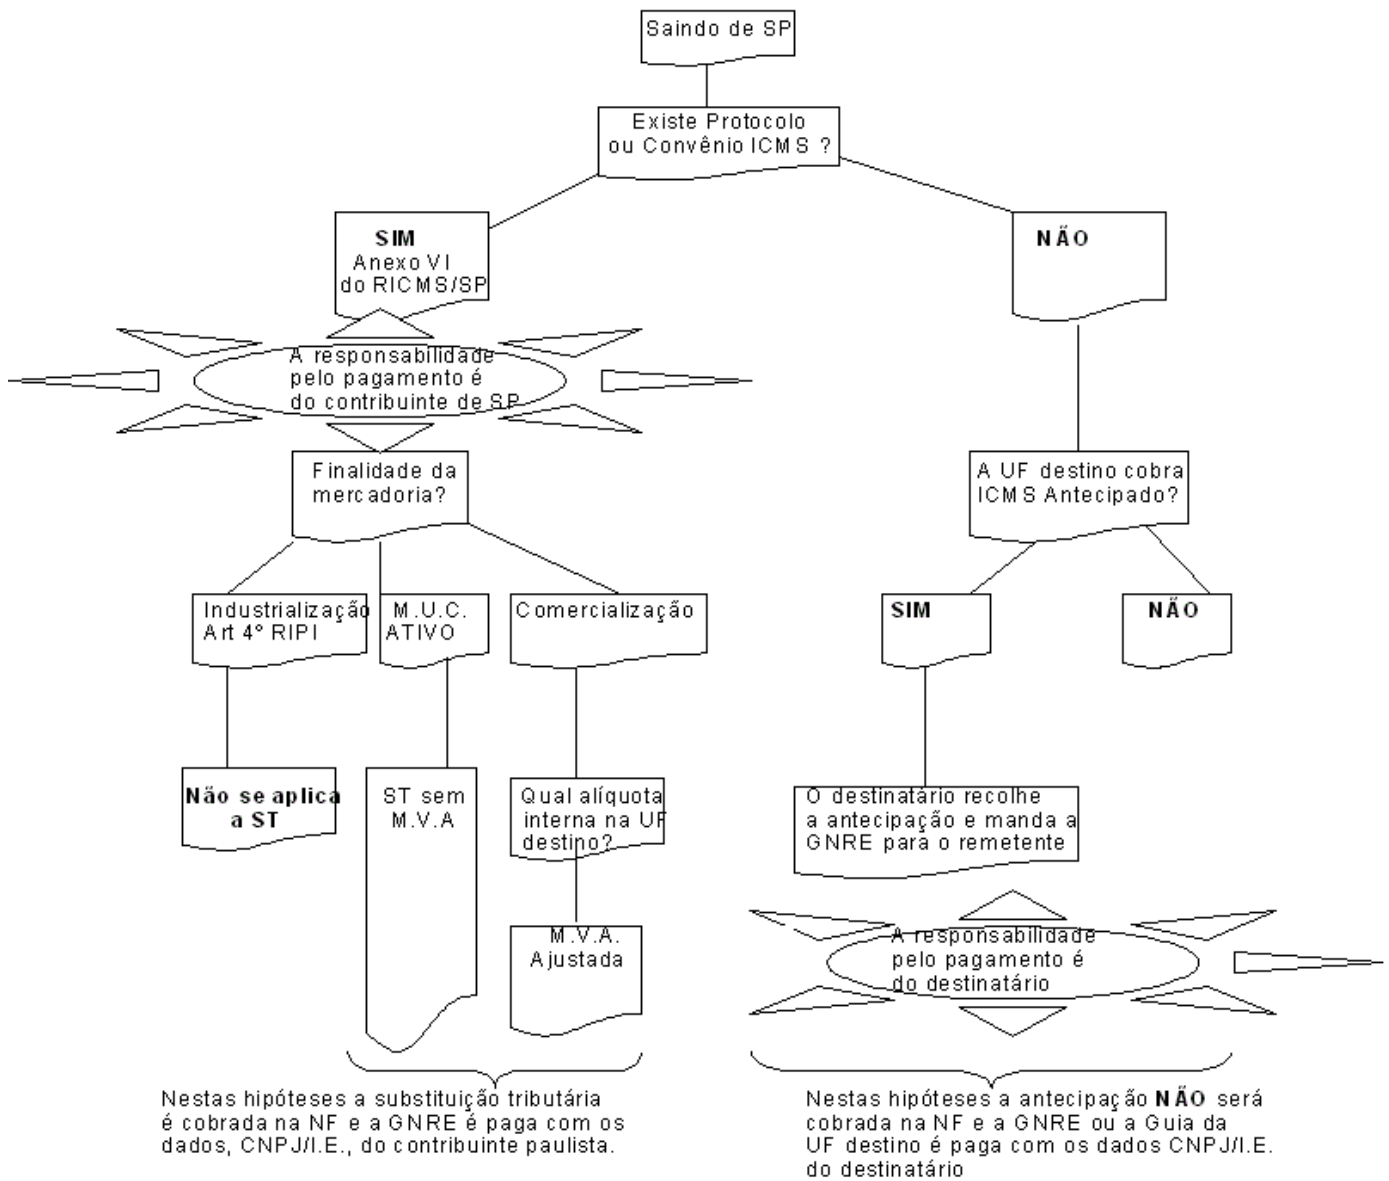 Saindo de SP
Existe Protocolo
ou Convênio ICMS ?
SIM
Anexo VI
do RICMS/SP
NÃO
A responsabilidade
pelo pagamento é
do contribuinte de SP
Finalidade da
mercadoria?
A UF destino cobra
ICMS Antecipado?
Industrialização
Art 4º RIPI
M.U.C.
ATIVO
Comercialização
SIM
NÃO
Não se aplica
a ST
ST sem
M.V.A
Qual alíquota
interna na UF
destino?
O destinatário recolhe
a antecipação e manda a
GNRE para o remetente
M.V.A.
Ajustada
A responsabilidade
pelo pagamento é
do destinatário
Nestas hipóteses a substituição tributária
é cobrada na NF e a GNRE é paga com os
dados, CNPJ/I.E., do contribuinte paulista.
Nestas hipóteses a antecipação NÃO será
cobrada na NF e a GNRE ou a Guia da
UF destino é paga com os dados CNPJ/I.E.
do destinatário